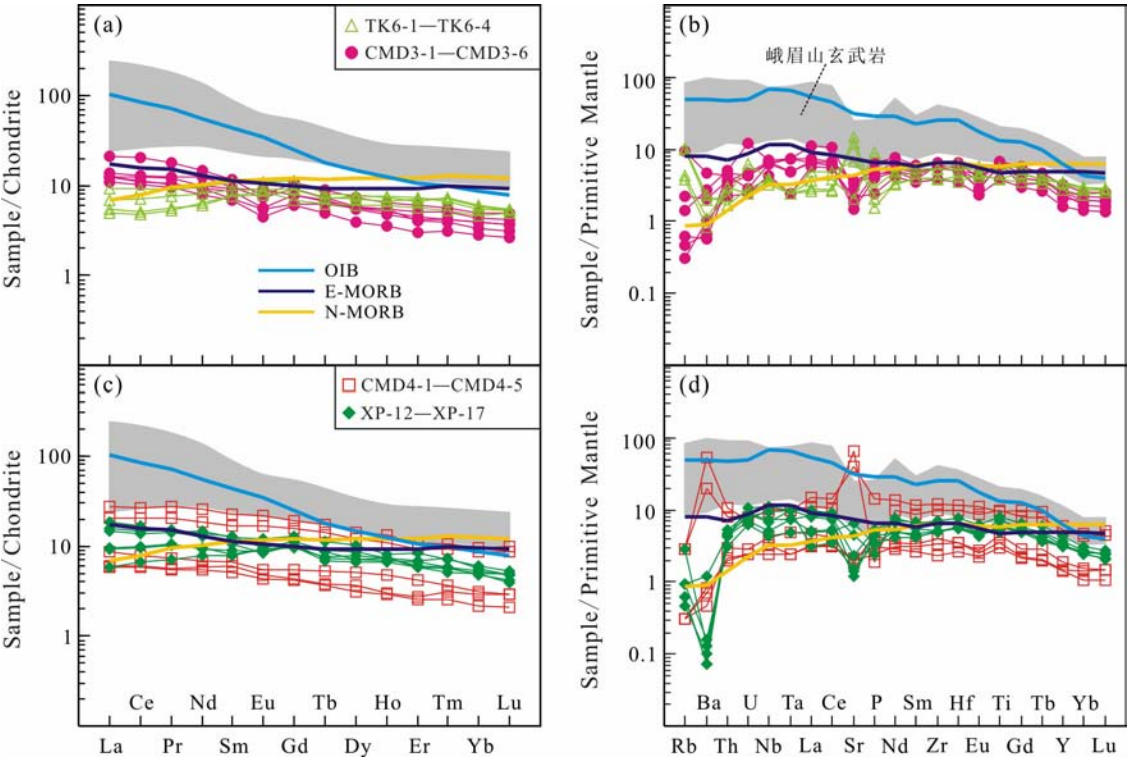 (a)
TK6-1—TK6-4
CMD3-1—CMD3-6
Sample/Chondrite
100
10
1
OIB
E-MORB
N-MORB
(b)
峨眉山玄武岩
Sample/Primitive Mantle
100
10
1
0.1
(c)
CMD4-1—CMD4-5
XP-12—XP-17
Sample/Chondrite
100
10
1
Ce Nd Eu Tb Ho Tm Lu
La Pr Sm Gd Dy Er Yb
(d)
Sample/Primitive Mantle
100
10
1
0.1
Ba U Ta Ce P Sm Hf Ti Tb Yb
Rb Th Nb La Sr Nd Zr Eu Gd Y Lu